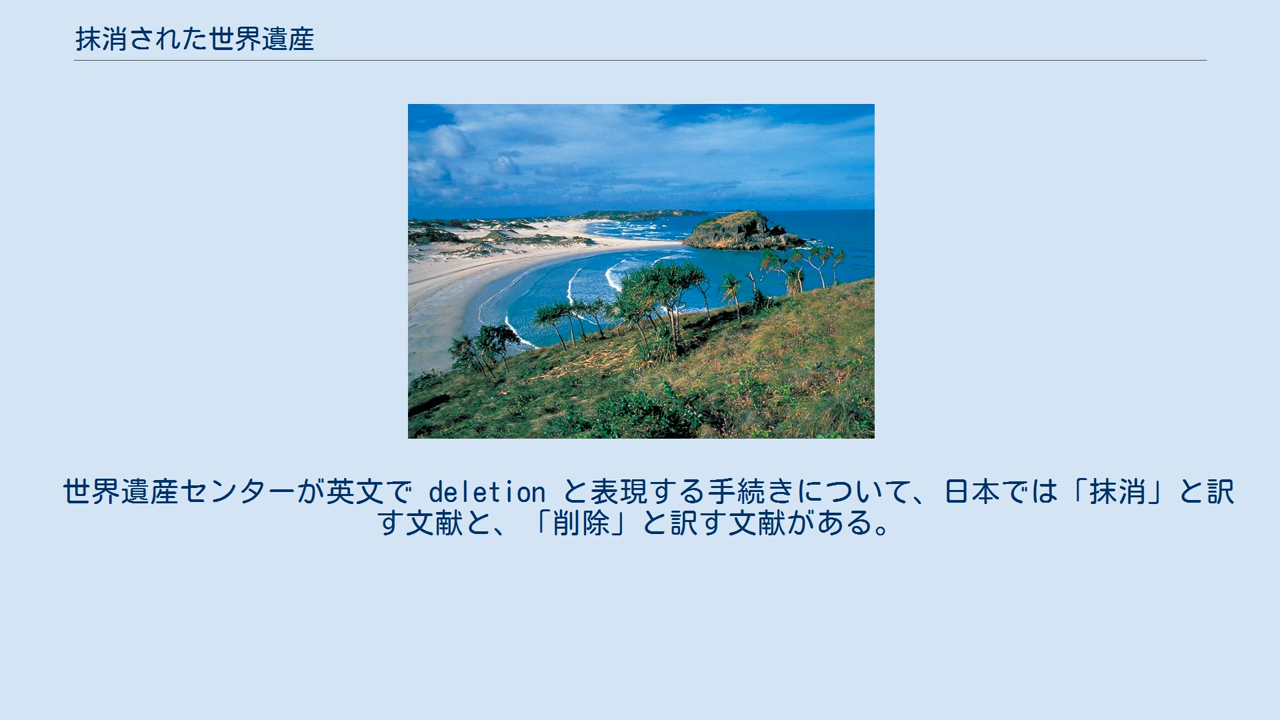 抹消された世界遺産
世界遺産センターが英文で deletion と表現する手続きについて、日本では「抹消」と訳
す文献と、「削除」と訳す文献がある。